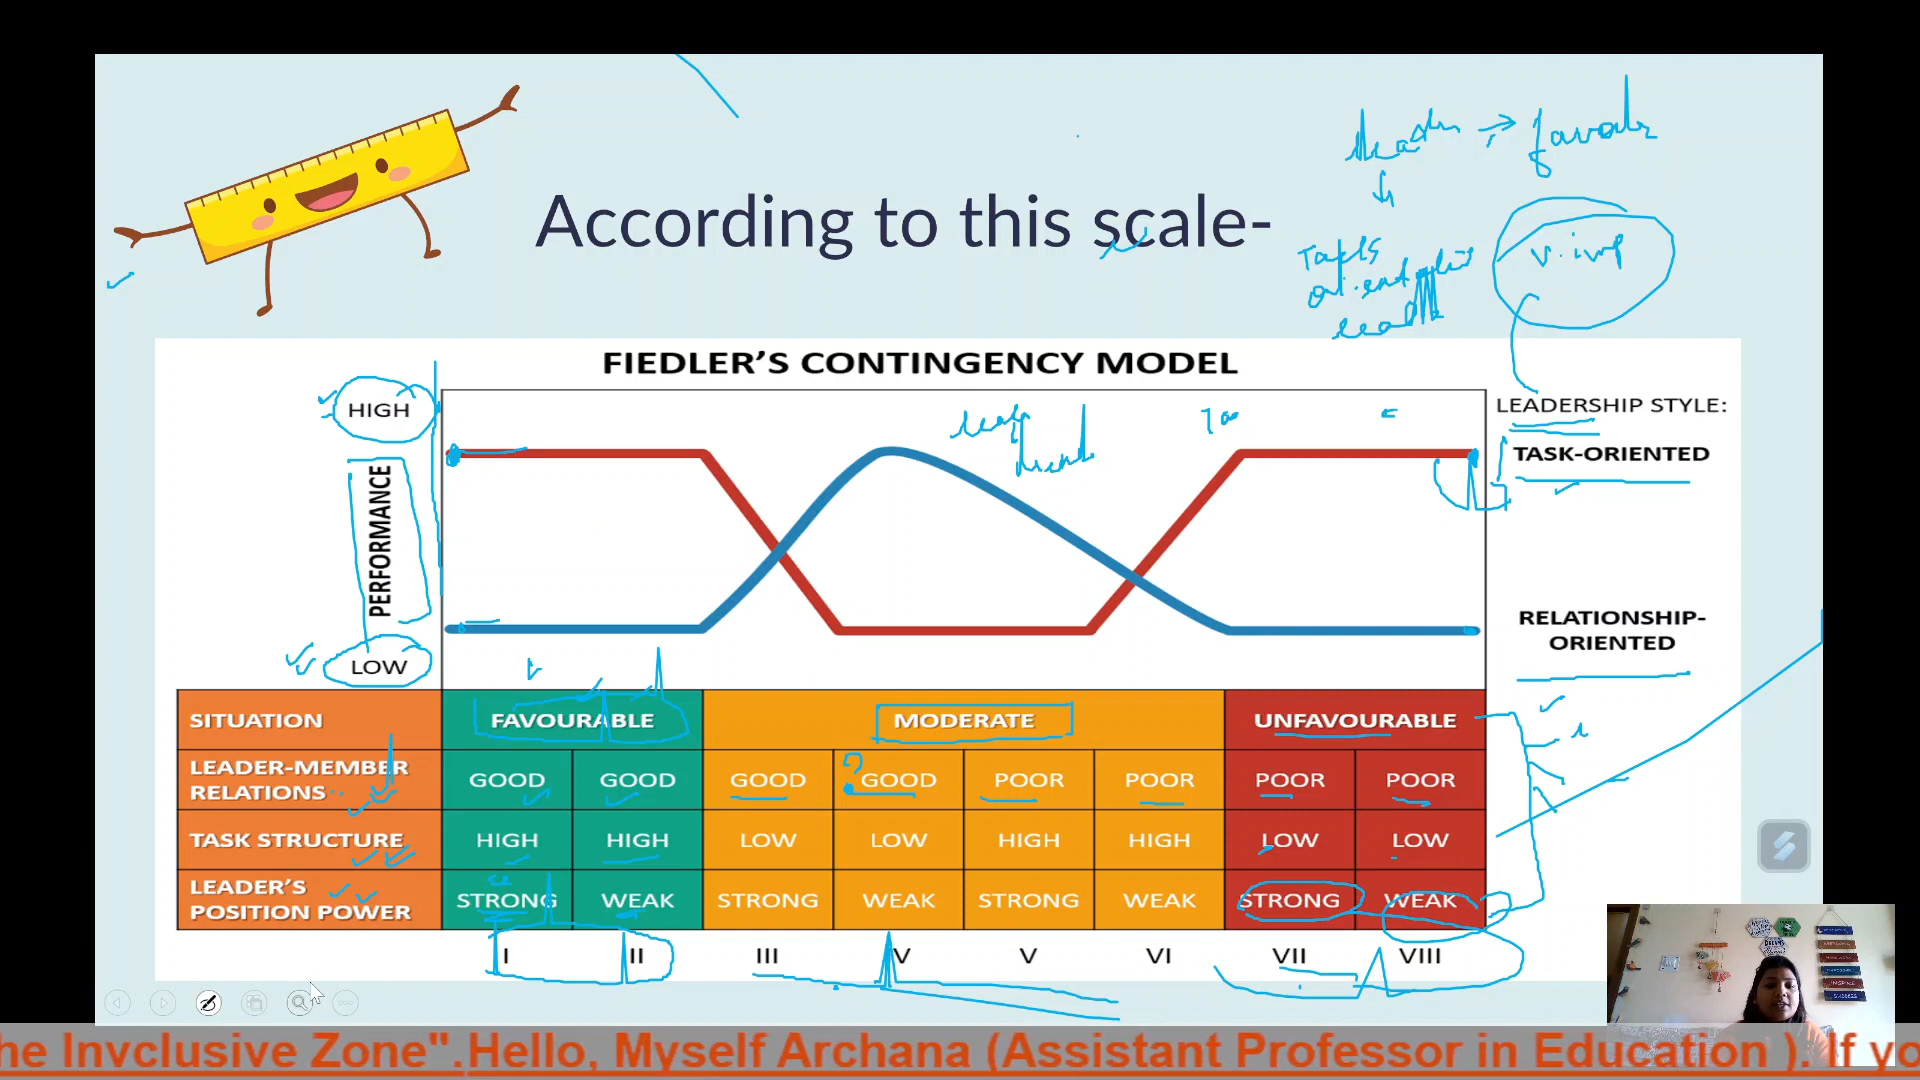 According to this scale-
v.imp
FIEDLER'S CONTINGENCY MODEL
HIGH
PERFORMANCE
LOW
LEADERSHIP STYLE:
TASK-ORIENTED
RELATIONSHIP-
ORIENTED
SITUATION FAVOURABLE MODERATE UNFAVOURABLE
LEADER-MEMBER
RELATIONS GOOD GOOD GOOD GOOD POOR POOR POOR POOR
TASK STRUCTURE HIGH HIGH LOW LOW HIGH HIGH LOW LOW
LEADER'S
POSITION POWER STRONG WEAK STRONG WEAK STRONG WEAK STRONG WEAK
I II III V V VI VII VIII
he Invclusive Zone".Hello, Myself Archana (Assistant Professor in Education ). If yo